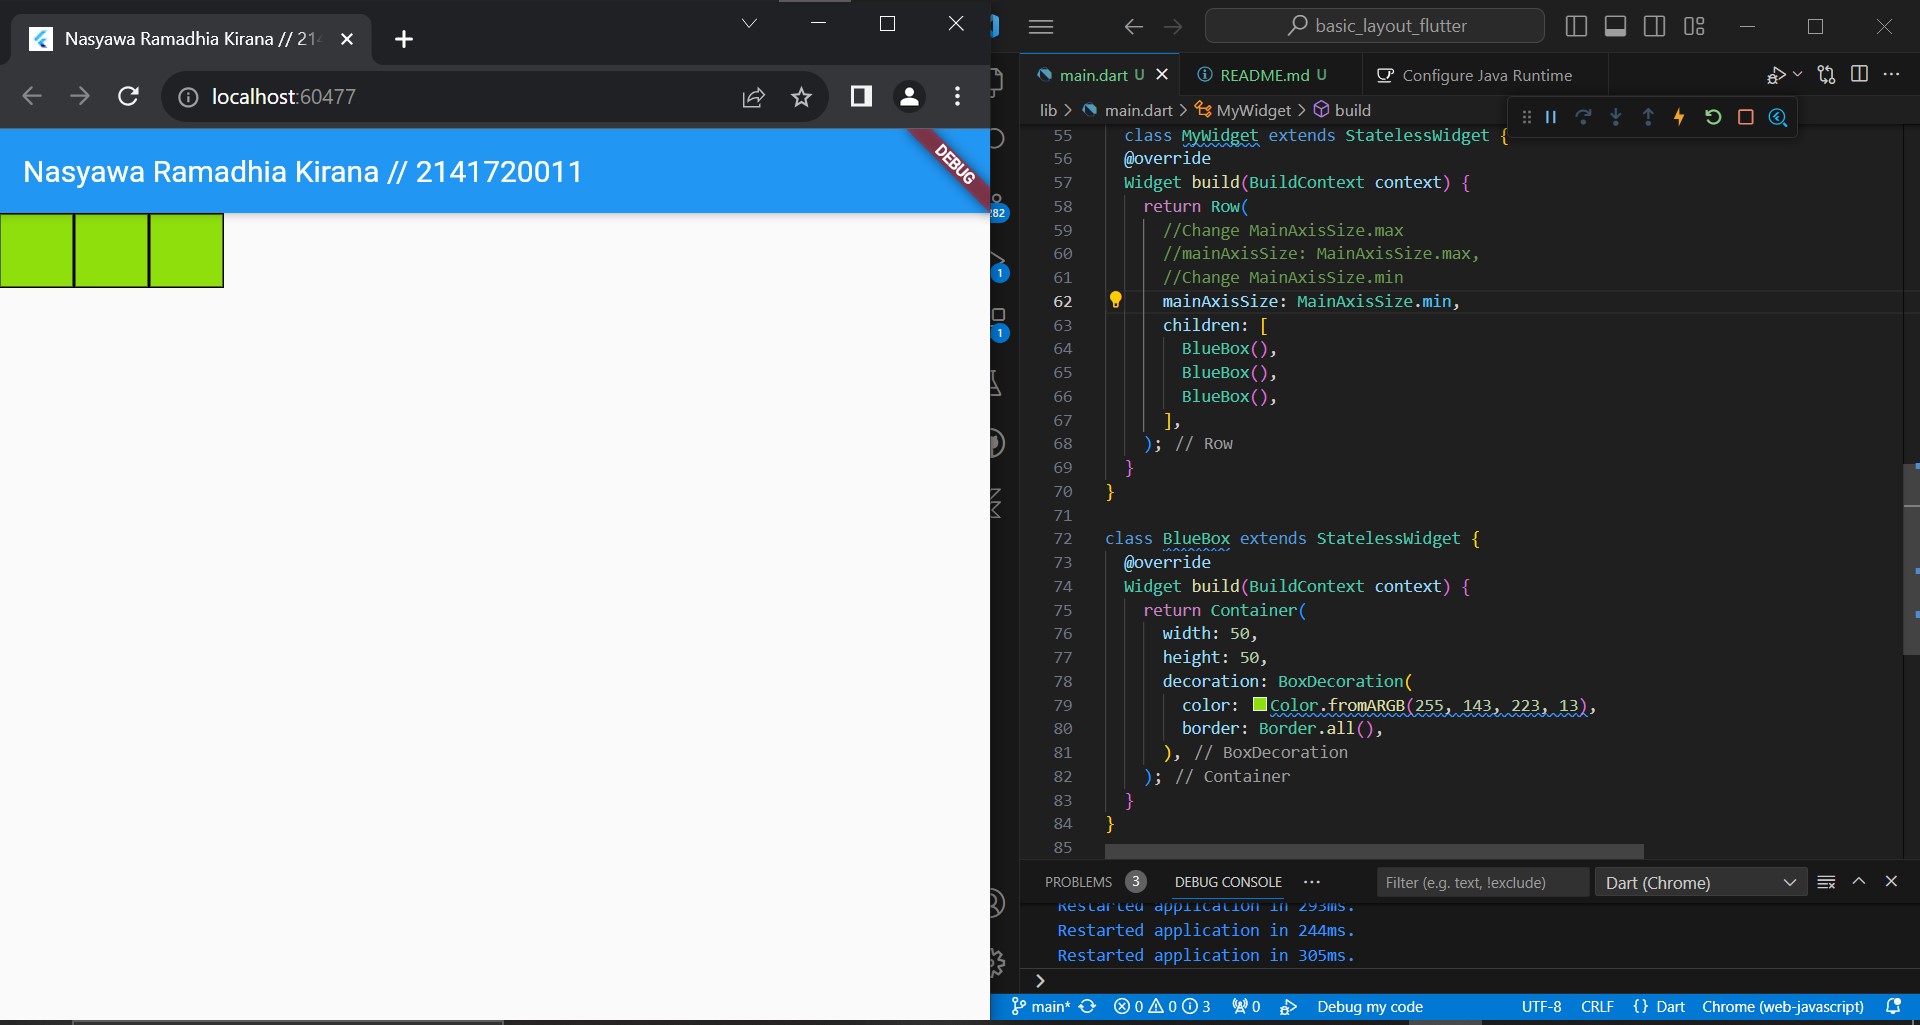 Nasyawa Ramadhia Kirana // 214
localhost:60477
Nasyawa Ramadhia Kirana // 2141720011
DEBUG
basic_layout_flutter
main.dart U
README.md U
Configure Java Runtime
lib > main.dart > MyWidget > build
282
1
1
55 class MyWidget extends StatelessWidget {
56 @override
57 Widget build(BuildContext context) {
58 return Row(
59 //Change MainAxisSize.max
60 //mainAxisSize: MainAxisSize.max,
61 //Change MainAxisSize.min
62 mainAxisSize: MainAxisSize.min,
63 children: [
64 BlueBox(),
65 BlueBox(),
66 BlueBox(),
67 ],
68 ); // Row
69 }
70 }
71
72 class BlueBox extends StatelessWidget {
73 @override
74 Widget build(BuildContext context) {
75 return Container(
76 width: 50,
77 height: 50,
78 decoration: BoxDecoration(
79 color: Color.fromARGB(255, 143, 223, 13),
80 border: Border.all(),
81 ), // BoxDecoration
82 ); // Container
83 }
84 }
85
PROBLEMS 3 DEBUG CONSOLE ··· Filter (e.g. text, !exclude) Dart (Chrome)
Restarted application in 293ms.
Restarted application in 244ms.
Restarted application in 305ms.
>
main* 0 0 3 0 Debug my code UTF-8 CRLF {} Dart Chrome (web-javascript)